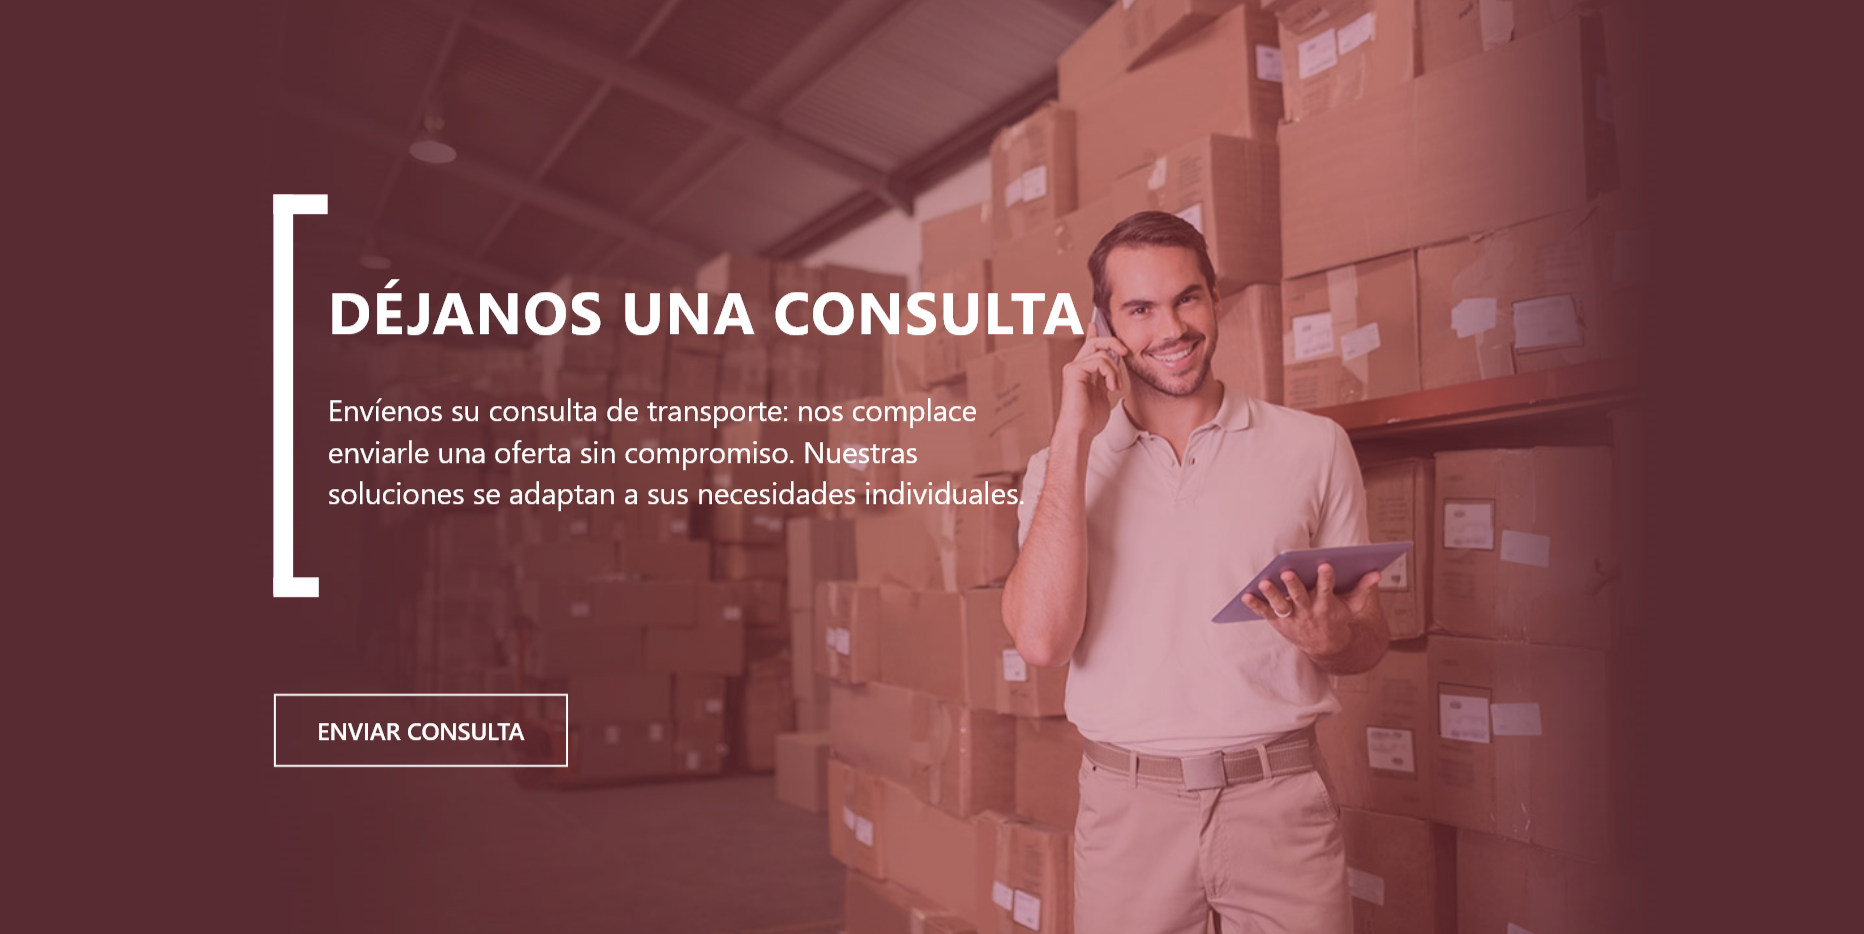 DÉJANOS UNA CONSULTA
Envíenos su consulta de transporte: nos complace
enviarle una oferta sin compromiso. Nuestras
soluciones se adaptan a sus necesidades individuales.
ENVIAR CONSULTA